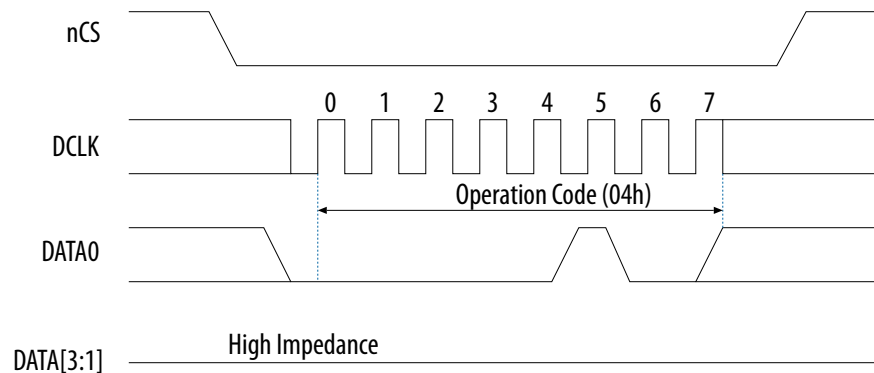 nCS
0 1 2 3 4 5 6 7
DCLK
Operation Code (04h)
DATA0
High Impedance
DATA[3:1]